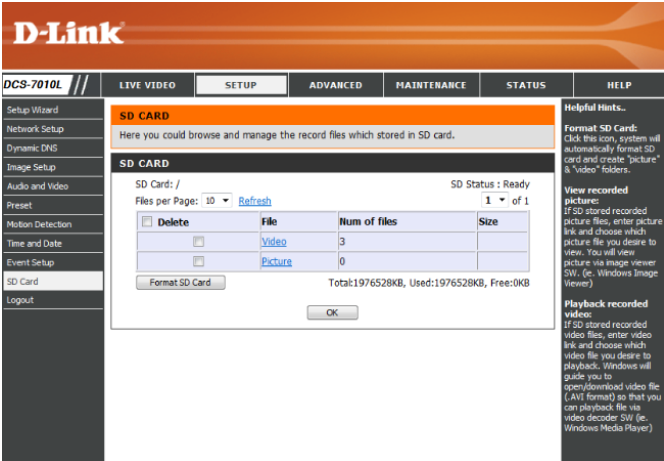 D-Link
DCS-7010L
LIVE VIDEO
SETUP
ADVANCED
MAINTENANCE
STATUS
HELP
Setup Wizard
Network Setup
Dynamic DNS
Image Setup
Audio and Video
Preset
Motion Detection
Time and Date
Event Setup
SD Card
Logout
SD CARD
Here you could browse and manage the record files which stored in SD card.
SD CARD
SD Card: /
SD Status : Ready
Files per Page: 10 Refresh
1 of 1
Delete File Num of files Size
Video 3
Picture 0
Format SD Card
Total:1976528KB, Used:1976528KB, Free:0KB
OK
Helpful Hints..
Format SD Card:
Click this icon, system will
automatically format SD
card and create "picture"
& "video" folders.
View recorded
picture:
If SD stored recorded
picture files, enter picture
link and choose which
picture file you desire to
view. You will view
picture via image viewer
SW. (ie. Windows Image
Viewer)
Playback recorded
video:
If SD stored recorded
video files, enter video
link and choose which
video file you desire to
playback. Windows will
guide you to
open/download video file
(.AVI format) so that you
can playback file via
video decoder SW (ie.
Windows Media Player)